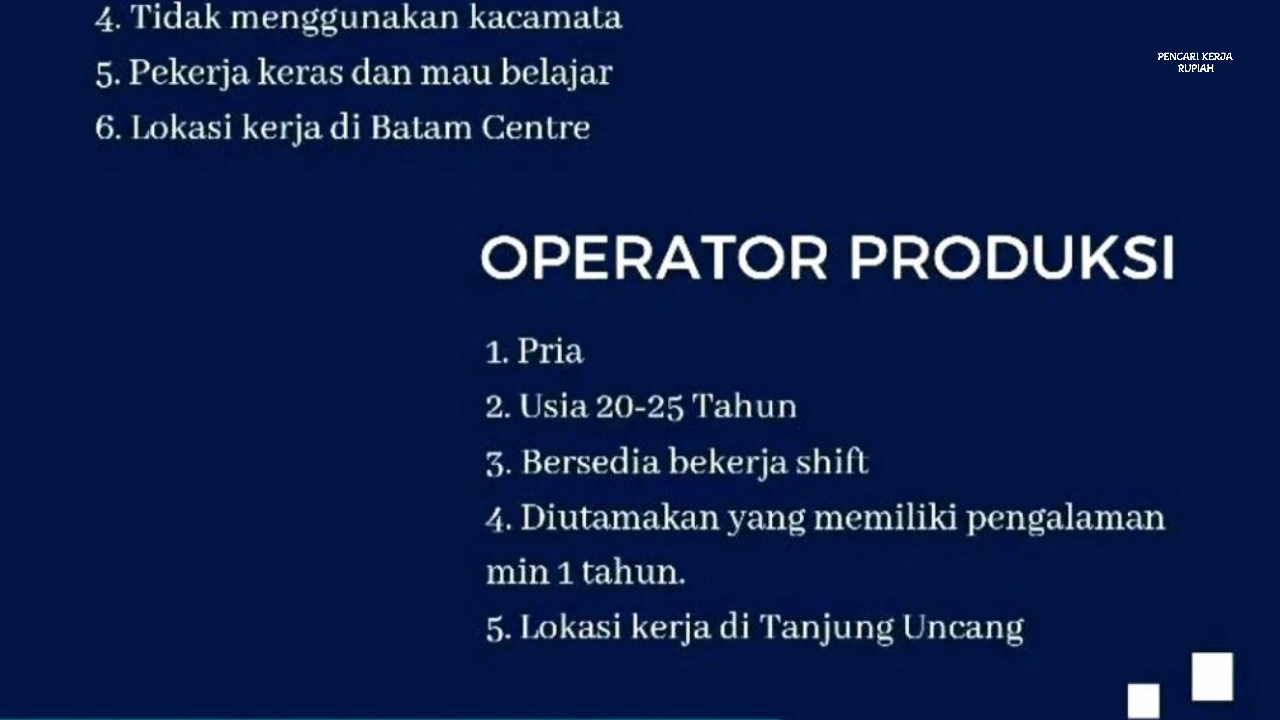 4. Tidak menggunakan kacamata
5. Pekerja keras dan mau belajar
6. Lokasi kerja di Batam Centre
PENCARI KERJA
RUPIAH
OPERATOR PRODUKSI
1. Pria
2. Usia 20-25 Tahun
3. Bersedia bekerja shift
4. Diutamakan yang memiliki pengalaman
min 1 tahun.
5. Lokasi kerja di Tanjung Uncang